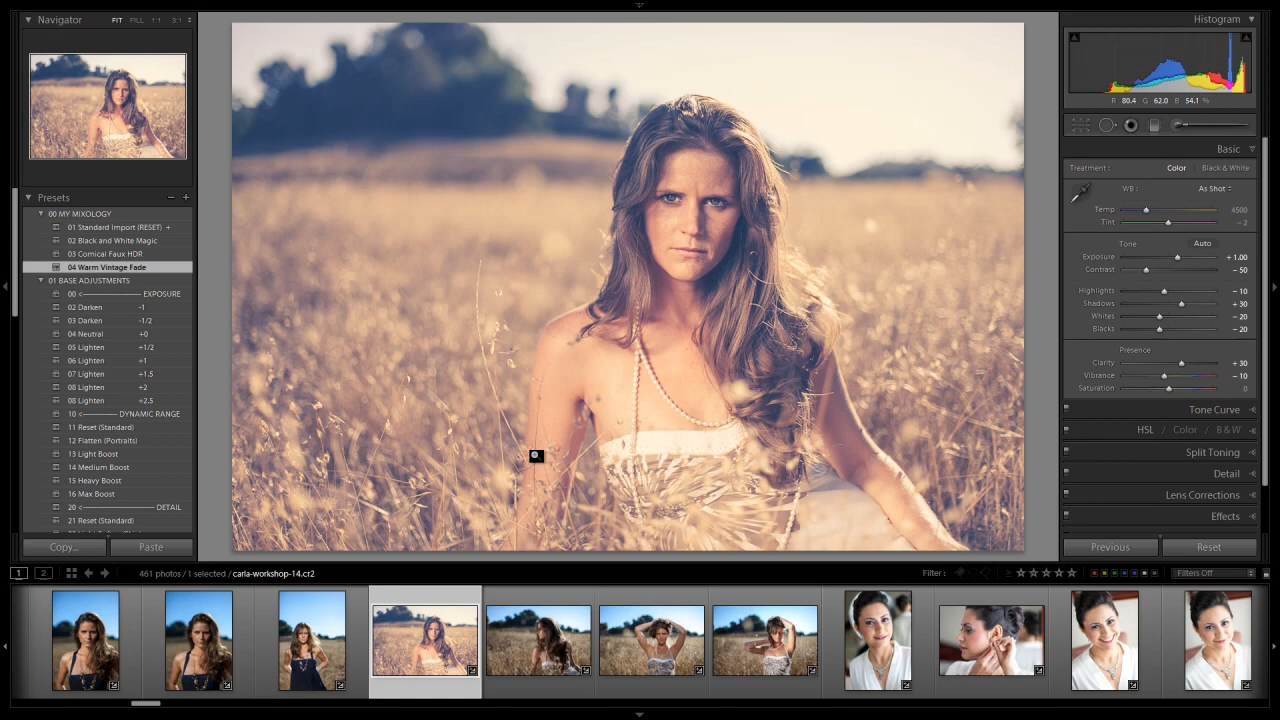 Navigator FIT FILL 1:1 3:1
Presets
00 MY MIXOLOGY
01 Standard Import (RESET) +
02 Black and White Magic
03 Comical Faux HDR
04 Warm Vintage Fade
01 BASE ADJUSTMENTS
00 <---------------------- EXPOSURE
02 Darken -1
03 Darken -1/2
04 Neutral +0
05 Lighten +1/2
06 Lighten +1
07 Lighten +1.5
08 Lighten +2
08 Lighten +2.5
10 <------------- DYNAMIC RANGE
11 Reset (Standard)
12 Flatten (Portraits)
13 Light Boost
14 Medium Boost
15 Heavy Boost
16 Max Boost
20 <--------------------------- DETAIL
21 Reset (Standard)
Copy... Paste
Histogram
R 80.4 G 62.0 B 54.1 %
Basic
Treatment : Color Black & White
WB : As Shot
Temp 4500
Tint - 2
Tone Auto
Exposure + 1.00
Contrast - 50
Highlights - 10
Shadows + 30
Whites - 20
Blacks - 20
Presence
Clarity + 30
Vibrance - 10
Saturation 0
Tone Curve
HSL / Color / B & W
Split Toning
Detail
Lens Corrections
Effects
Previous Reset
1 2 461 photos / 1 selected / carla-workshop-14.cr2 Filter : Filters Off